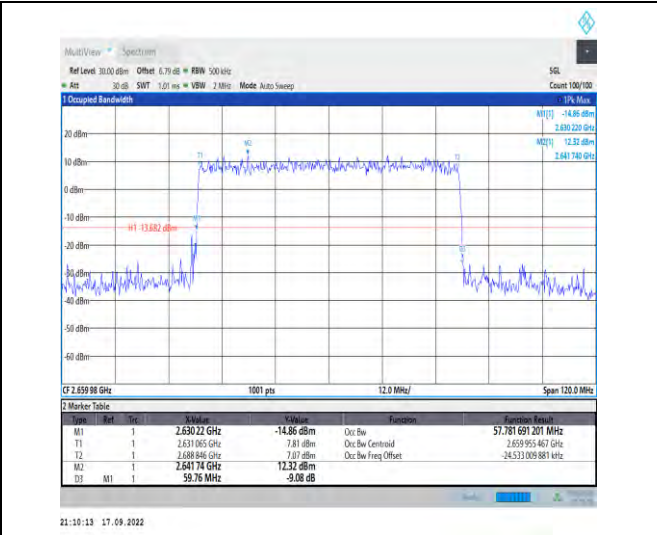 MultiView Spectrum
Ref Level 30.00 dBm Offset 6.79 dB RBW 500 kHz SGL
Att 30 dB SWT 1.01 ms VBW 2 MHz Mode Auto Sweep Count 100/100
1 Occupied Bandwidth 1Pk Max
M1[1] -14.86 dBm
2.630 220 GHz
M2[1] 12.32 dBm
2.641 740 GHz
20 dBm
M2
T1 T2
10 dBm
0 dBm
-10 dBm
M1
H1 -13.682 dBm
-20 dBm
D3
-30 dBm
-40 dBm
-50 dBm
-60 dBm
CF 2.659 98 GHz 1001 pts 12.0 MHz/ Span 120.0 MHz
2 Marker Table
Type Ref Trc X-Value Y-Value Function Function Result
M1 1 2.630 22 GHz -14.86 dBm Occ Bw 57.781 691 201 MHz
T1 1 2.631 065 GHz 7.81 dBm Occ Bw Centroid 2.659 955 467 GHz
T2 1 2.688 846 GHz 7.07 dBm Occ Bw Freq Offset -24.533 009 881 kHz
M2 1 2.641 74 GHz 12.32 dBm
D3 M1 1 59.76 MHz -9.08 dB
21:10:13 17.09.2022